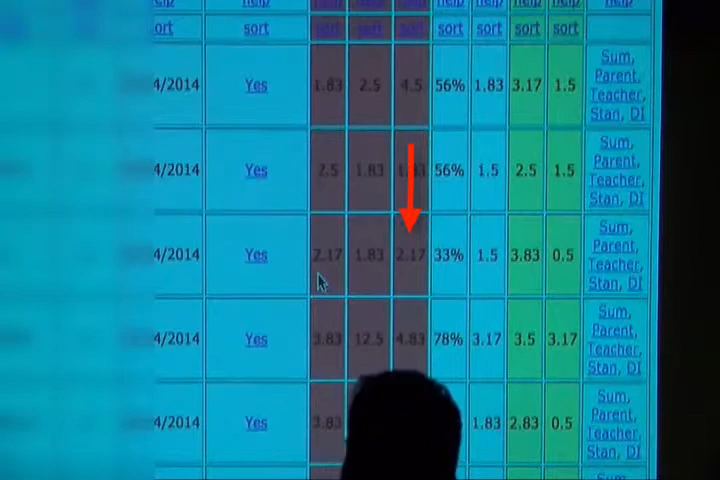 help help help help help help
ort sort sort sort sort sort sort
4/2014 Yes 1.83 2.5 4.5 56% 1.83 3.17 1.5 Sum,
Parent,
Teacher,
Stan, DI
4/2014 Yes 2.5 1.83 1.83 56% 1.5 2.5 1.5 Sum,
Parent,
Teacher,
Stan, DI
4/2014 Yes 2.17 1.83 2.17 33% 1.5 3.83 0.5 Sum,
Parent,
Teacher,
Stan, DI
4/2014 Yes 3.83 12.5 4.83 78% 3.17 3.5 3.17 Sum,
Parent,
Teacher,
Stan, DI
4/2014 Yes 3.83 1.83 2.83 0.5 Sum,
Parent,
Teacher,
Stan, DI
Sum,